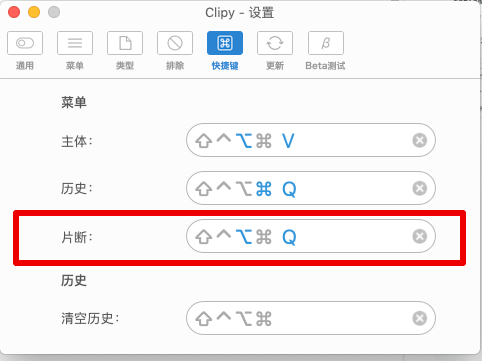 Clipy - 设置
通用 菜单 类型 排除 快捷键 更新 Beta测试
菜单
主体: ⇧⌃⌥⌘ V
历史: ⇧⌃⌥⌘ Q
片断: ⇧⌃⌥⌘ Q
历史
清空历史: ⇧⌃⌥⌘